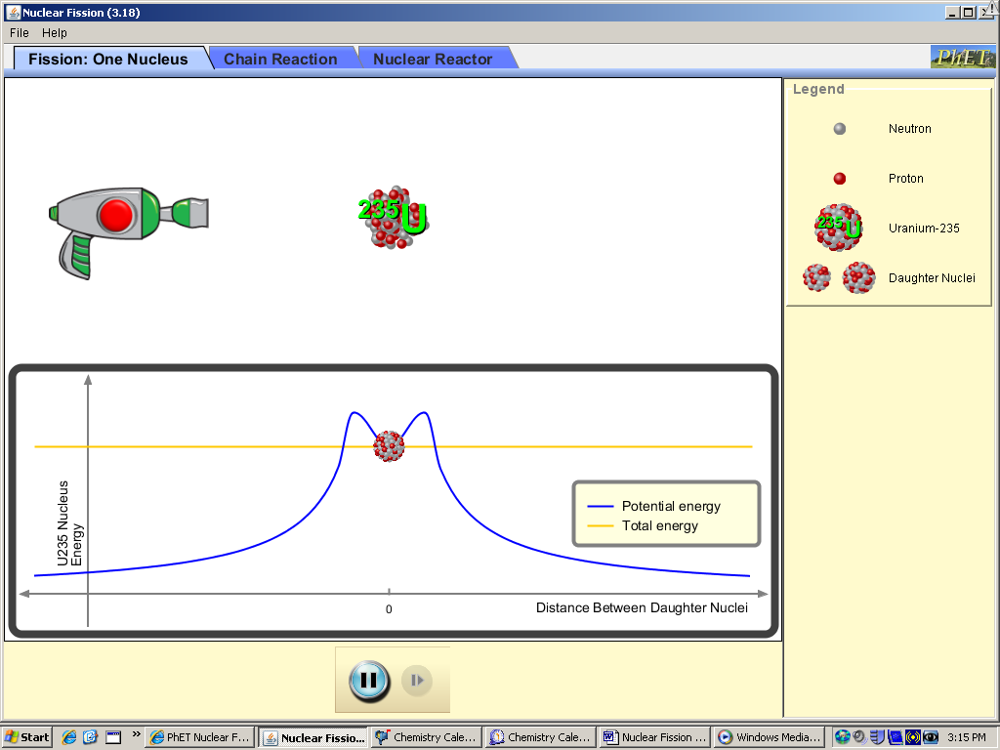 Nuclear Fission (3.18)
File Help
Fission: One Nucleus Chain Reaction Nuclear Reactor
PhET
Legend
Neutron
Proton
235U Uranium-235
Daughter Nuclei
235U
U235 Nucleus
Energy
Potential energy
Total energy
0
Distance Between Daughter Nuclei
Start » PhET Nuclear F... Nuclear Fissio... Chemistry Cale... Chemistry Cale... Nuclear Fission ... Windows Media... 3:15 PM